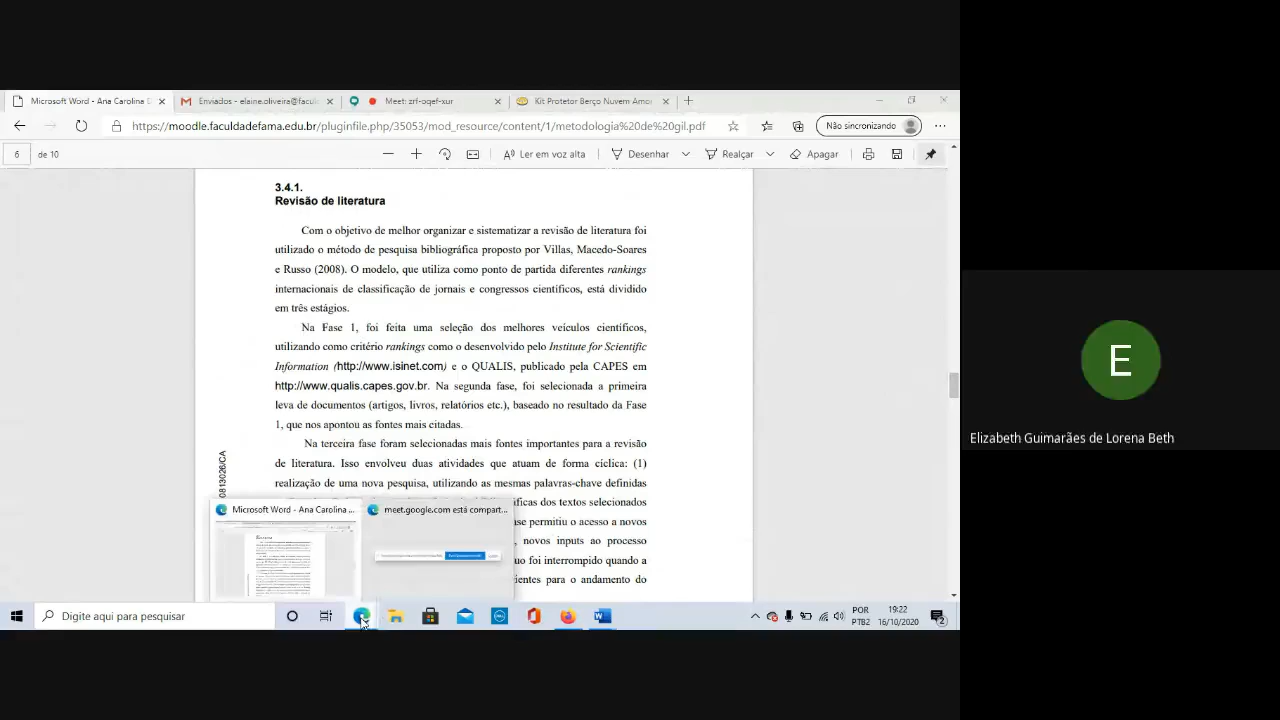 Microsoft Word - Ana Carolina D
Enviados - elaine.oliveira@facul
Meet: zrf-oqef-xur
Kit Protetor Berço Nuvem Amor
https://moodle.faculdadefama.edu.br/pluginfile.php/35053/mod_resource/content/1/metodologia%20de%20gil.pdf
Não sincronizando
6 de 10
Ler em voz alta
Desenhar
Realçar
Apagar
3.4.1.
Revisão de literatura
Com o objetivo de melhor organizar e sistematizar a revisão de literatura foi
utilizado o método de pesquisa bibliográfica proposto por Villas, Macedo-Soares
e Russo (2008). O modelo, que utiliza como ponto de partida diferentes rankings
internacionais de classificação de jornais e congressos científicos, está dividido
em três estágios.
Na Fase 1, foi feita uma seleção dos melhores veículos científicos,
utilizando como critério rankings como o desenvolvido pelo Institute for Scientific
Information (http://www.isinet.com) e o QUALIS, publicado pela CAPES em
http://www.qualis.capes.gov.br. Na segunda fase, foi selecionada a primeira
leva de documentos (artigos, livros, relatórios etc.), baseado no resultado da Fase
1, que nos apontou as fontes mais citadas.
Na terceira fase foram selecionadas mais fontes importantes para a revisão
de literatura. Isso envolveu duas atividades que atuam de forma cíclica: (1)
realização de uma nova pesquisa, utilizando as mesmas palavras-chave definidas
áficas dos textos selecionados
se permitiu o acesso a novos
, novos inputs ao processo
uo foi interrompido quando a
ientes para o andamento do
0813026/CA
Microsoft Word - Ana Carolina ...
meet.google.com está compart...
Digite aqui para pesquisar
POR
PTB2
19:22
16/10/2020
2
E
Elizabeth Guimarães de Lorena Beth